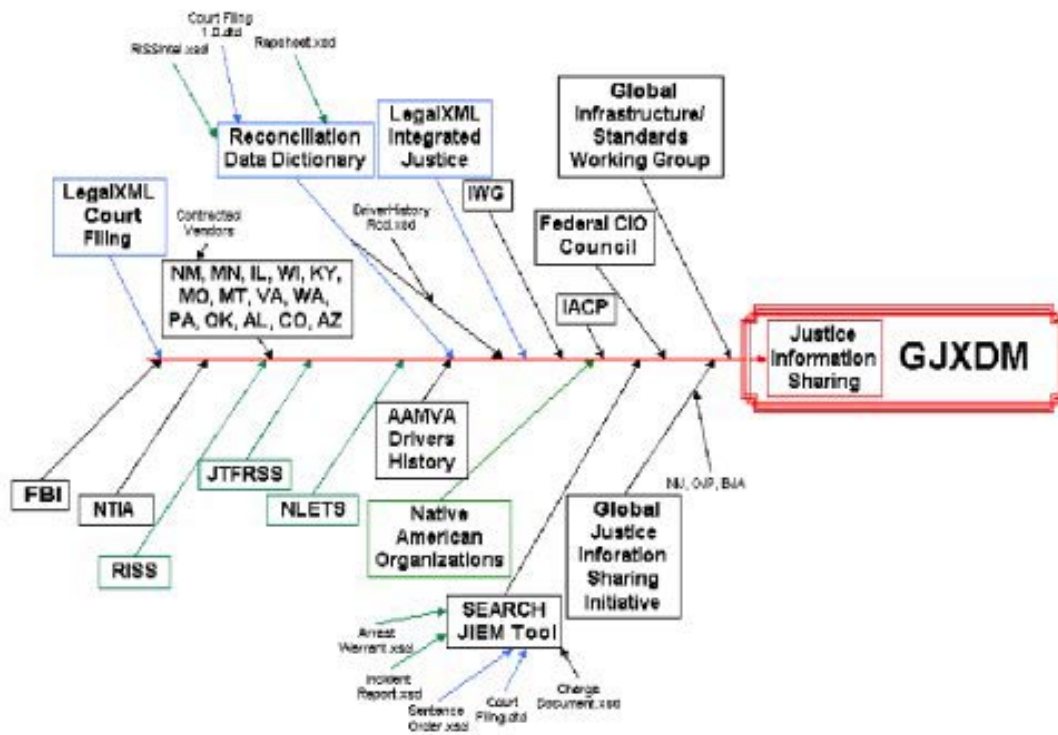 Court Filing
1.0.dtd
RISSIntel.xsd
Rapsheet.xsd
Reconciliation
Data Dictionary
LegalXML
Integrated
Justice
Global
Infrastructure/
Standards
Working Group
LegalXML
Court
Filing
Contracted
Vendors
DriverHistory
Rcd.xsd
IWG
Federal CIO
Council
NM, MN, IL, WI, KY,
MO, MT, VA, WA,
PA, OK, AL, CO, AZ
IACP
Justice
Information
Sharing
GJXDM
FBI
NTIA
RISS
JTFRSS
NLETS
AAMVA
Drivers
History
Native
American
Organizations
NIJ, OJP, BJA
Global
Justice
Inforation
Sharing
Initiative
SEARCH
JIEM Tool
Arrest
Warrant.xsd
Incident
Report.xsd
Sentence
Order.xsd
Court
Filing.dtd
Charge
Document.xsd